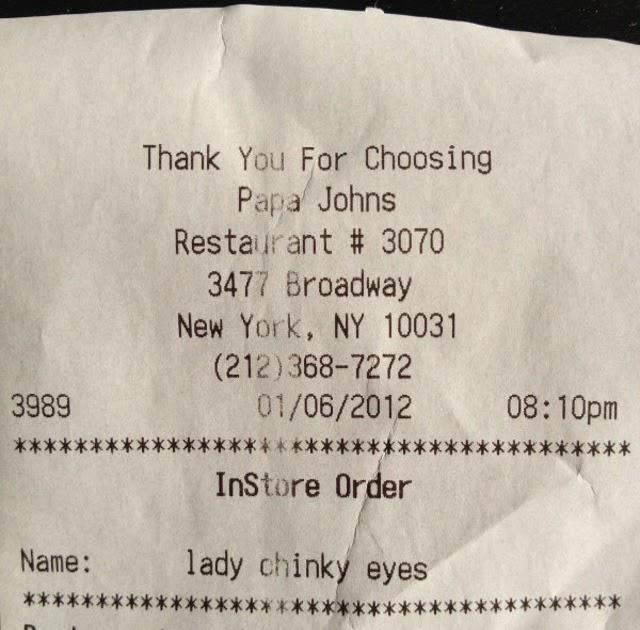 Thank You For Choosing
Papa Johns
Restaurant # 3070
3477 Broadway
New York, NY 10031
(212)368-7272
3989 01/06/2012 08:10pm
****************************************
InStore Order
Name: lady chinky eyes
****************************************